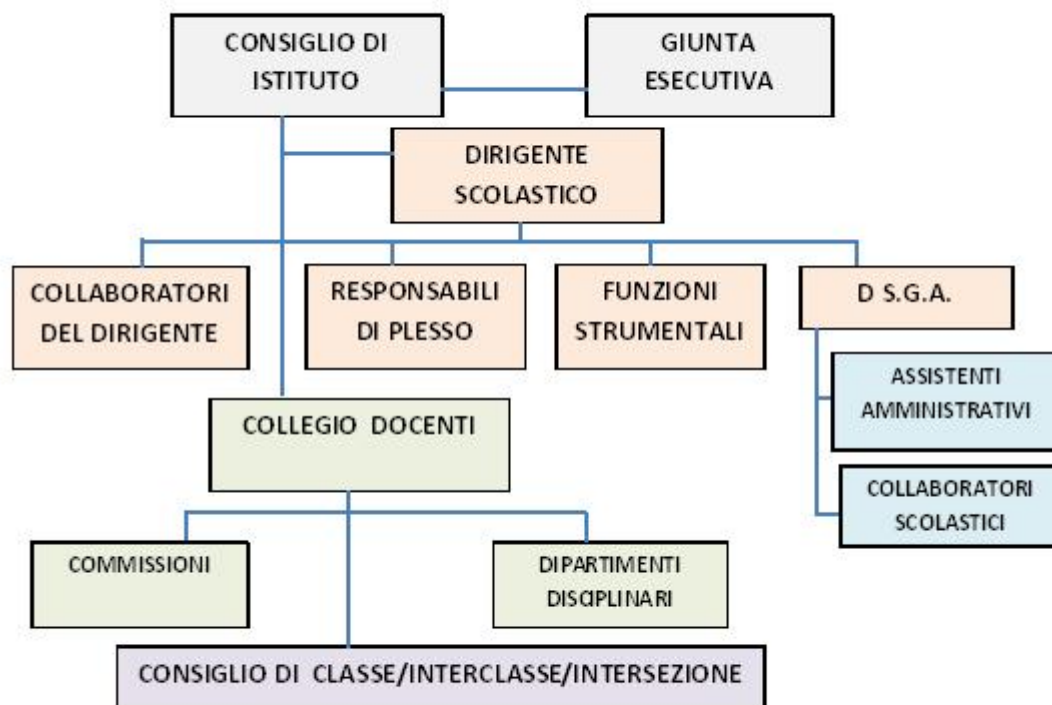 CONSIGLIO DI
ISTITUTO
GIUNTA
ESECUTIVA
DIRIGENTE
SCOLASTICO
COLLABORATORI
DEL DIRIGENTE
RESPONSABILI
DI PLESSO
FUNZIONI
STRUMENTALI
D S.G.A.
ASSISTENTI
AMMINISTRATIVI
COLLABORATORI
SCOLASTICI
COLLEGIO DOCENTI
COMMISSIONI
DIPARTIMENTI
DISCIPLINARI
CONSIGLIO DI CLASSE/INTERCLASSE/INTERSEZIONE